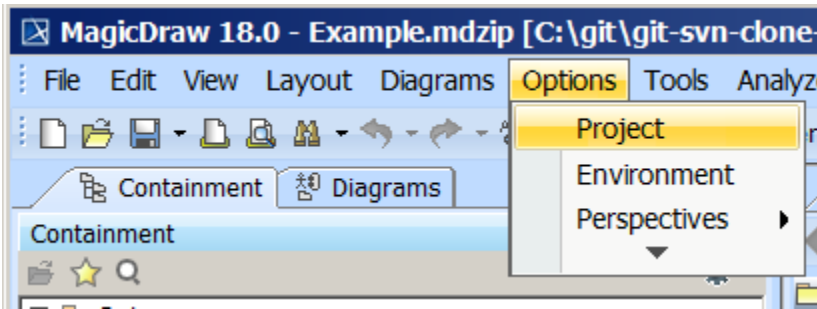 MagicDraw 18.0 - Example.mdzip [C:\git\git-svn-clone-
File Edit View Layout Diagrams Options Tools Analyz
Project
Environment
Perspectives
Containment Diagrams
Containment